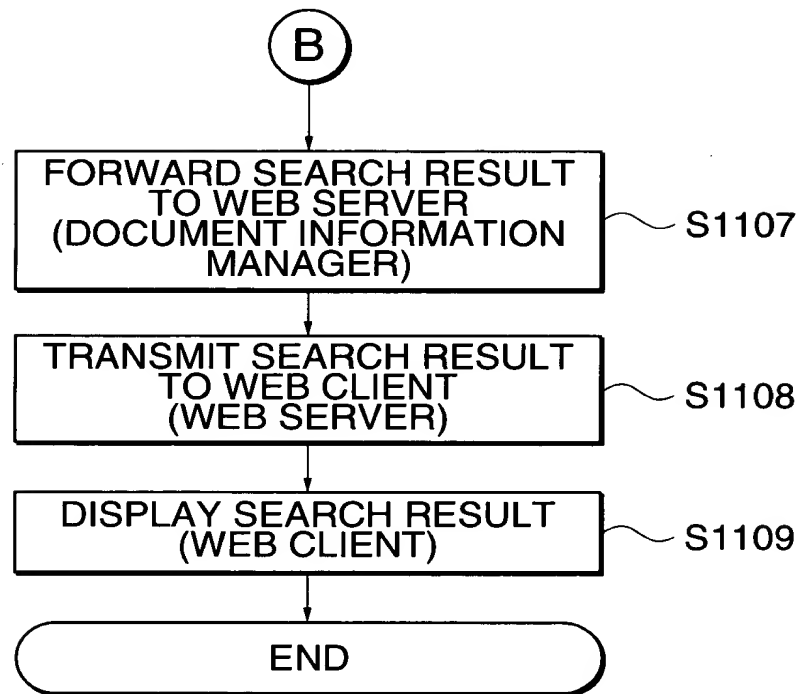 B
FORWARD SEARCH RESULT
TO WEB SERVER
(DOCUMENT INFORMATION
MANAGER)
S1107
TRANSMIT SEARCH RESULT
TO WEB CLIENT
(WEB SERVER)
S1108
DISPLAY SEARCH RESULT
(WEB CLIENT)
S1109
END